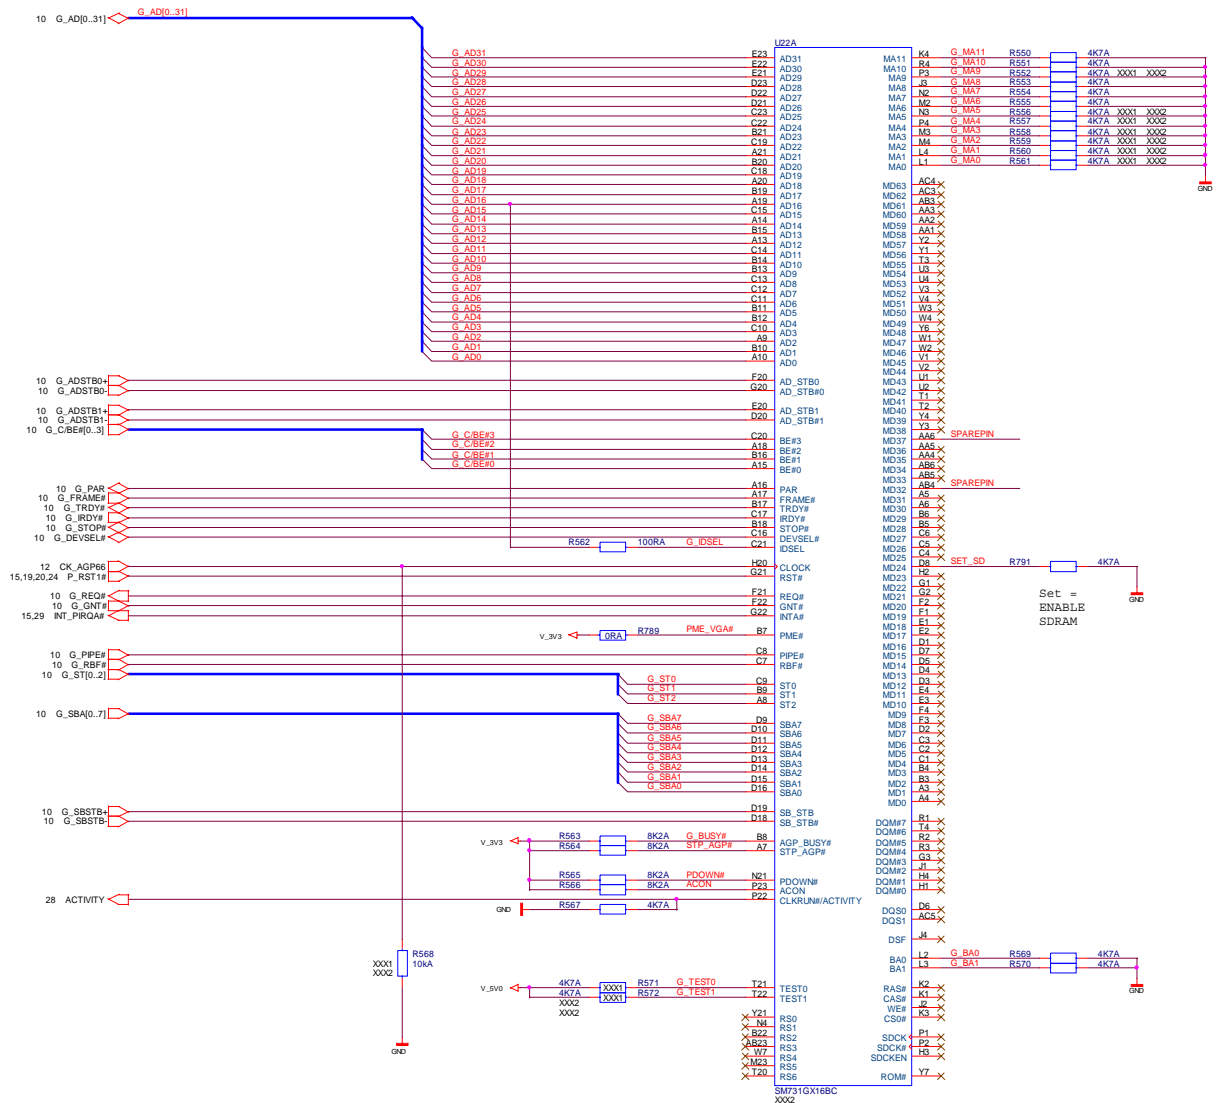 10 G_AD[0..31] G_AD[0..31]
U22A
G_AD31 E23 AD31 MA11 K4 G_MA11 R550 4K7A
G_AD30 E22 AD30 MA10 R4 G_MA10 R551 4K7A
G_AD29 E21 AD29 MA9 P3 G_MA9 R552 4K7A XXX1 XXX2
G_AD28 D23 AD28 MA8 J3 G_MA8 R553 4K7A
G_AD27 D22 AD27 MA7 N2 G_MA7 R554 4K7A
G_AD26 D21 AD26 MA6 M2 G_MA6 R555 4K7A
G_AD25 C23 AD25 MA5 N3 G_MA5 R556 4K7A XXX1 XXX2
G_AD24 C22 AD24 MA4 P4 G_MA4 R557 4K7A XXX1 XXX2
G_AD23 B21 AD23 MA3 M3 G_MA3 R558 4K7A XXX1 XXX2
G_AD22 C19 AD22 MA2 M4 G_MA2 R559 4K7A XXX1 XXX2
G_AD21 A21 AD21 MA1 L4 G_MA1 R560 4K7A XXX1 XXX2
G_AD20 B20 AD20 MA0 L1 G_MA0 R561 4K7A XXX1 XXX2
G_AD19 C18 AD19
G_AD18 A20 AD18 MD63 AC4 GND
G_AD17 B19 AD17 MD62 AC3
G_AD16 A19 AD16 MD61 AB3
G_AD15 C15 AD15 MD60 AA3
G_AD14 A14 AD14 MD59 AA2
G_AD13 B15 AD13 MD58 AA1
G_AD12 A13 AD12 MD57 Y2
G_AD11 C14 AD11 MD56 Y1
G_AD10 B14 AD10 MD55 T3
G_AD9 B13 AD9 MD54 U3
G_AD8 C13 AD8 MD53 U4
G_AD7 C12 AD7 MD52 V3
G_AD6 C11 AD6 MD51 V4
G_AD5 B11 AD5 MD50 W3
G_AD4 B12 AD4 MD49 W4
G_AD3 C10 AD3 MD48 Y6
G_AD2 A9 AD2 MD47 W1
G_AD1 B10 AD1 MD46 W2
G_AD0 A10 AD0 MD45 V1
MD44 V2
10 G_ADSTB0+ F20 AD_STB0 MD43 U1
10 G_ADSTB0- G20 AD_STB#0 MD42 U2
MD41 T1
10 G_ADSTB1+ E20 AD_STB1 MD40 T2
10 G_ADSTB1- D20 AD_STB#1 MD39 Y4
10 G_C/BE#[0..3] MD38 Y3
G_C/BE#3 C20 BE#3 MD37 AA6 SPAREPIN
G_C/BE#2 A18 BE#2 MD36 AA5
G_C/BE#1 B16 BE#1 MD35 AA4
G_C/BE#0 A15 BE#0 MD34 AB6
MD33 AB5
10 G_PAR A16 PAR MD32 AB4 SPAREPIN
10 G_FRAME# A17 FRAME# MD31 A5
10 G_TRDY# B17 TRDY# MD30 A6
10 G_IRDY# C17 IRDY# MD29 B6
10 G_STOP# B18 STOP# MD28 B5
10 G_DEVSEL# C16 DEVSEL# MD27 C6
R562 100RA G_IDSEL C21 IDSEL MD26 C5
MD25 C4
12 CK_AGP66 H20 CLOCK MD24 D8 SET_SD R791 4K7A
15,19,20,24 P_RST1# G21 RST# MD23 H2
MD22 G1
10 G_REQ# F21 REQ# MD21 G2 Set = GND
10 G_GNT# F22 GNT# MD20 F2 ENABLE
15,29 INT_PIRQA# G22 INTA# MD19 F1 SDRAM
MD18 E1
V_3V3 0RA R789 PME_VGA# B7 PME# MD17 E2
MD16 D1
10 G_PIPE# C8 PIPE# MD15 D7
10 G_RBF# C7 RBF# MD14 D5
10 G_ST[0..2] MD13 D4
G_ST0 C9 ST0 MD12 D3
G_ST1 B9 ST1 MD11 E4
G_ST2 A8 ST2 MD10 E3
10 G_SBA[0..7] MD9 F4
G_SBA7 D9 SBA7 MD8 F3
G_SBA6 D10 SBA6 MD7 D2
G_SBA5 D11 SBA5 MD6 C3
G_SBA4 D12 SBA4 MD5 C2
G_SBA3 D13 SBA3 MD4 C1
G_SBA2 D14 SBA2 MD3 B4
G_SBA1 D15 SBA1 MD2 B3
G_SBA0 D16 SBA0 MD1 A3
MD0 A4
10 G_SBSTB+ D19 SB_STB
10 G_SBSTB- D18 SB_STB# DQM#7 R1
DQM#6 T4
V_3V3 R563 8K2A G_BUSY# B8 AGP_BUSY# DQM#5 R2
R564 8K2A STP_AGP# A7 STP_AGP# DQM#4 R3
DQM#3 G3
DQM#2 J1
R565 8K2A PDOWN# N21 PDOWN# DQM#1 H4
R566 8K2A ACON P23 ACON DQM#0 H1
28 ACTIVITY P22 CLKRUN#/ACTIVITY
GND R567 4K7A DQS0 D6
DQS1 AC5
DSF J4
XXX1 R568 BA0 L2 G_BA0 R569 4K7A
XXX2 10kA BA1 L3 G_BA1 R570 4K7A
V_5V0 4K7A XXX1 R571 G_TEST0 T21 TEST0 RAS# K2 GND
4K7A XXX1 R572 G_TEST1 T22 TEST1 CAS# K1
XXX2 WE# J2
XXX2 Y21 RS0 CS0# K3
N4 RS1
B22 RS2 SDCK P1
GND AB23 RS3 SDCK# P2
W7 RS4 SDCKEN H3
M23 RS5
T20 RS6 ROM# Y7
SM731GX16BC
XXX2